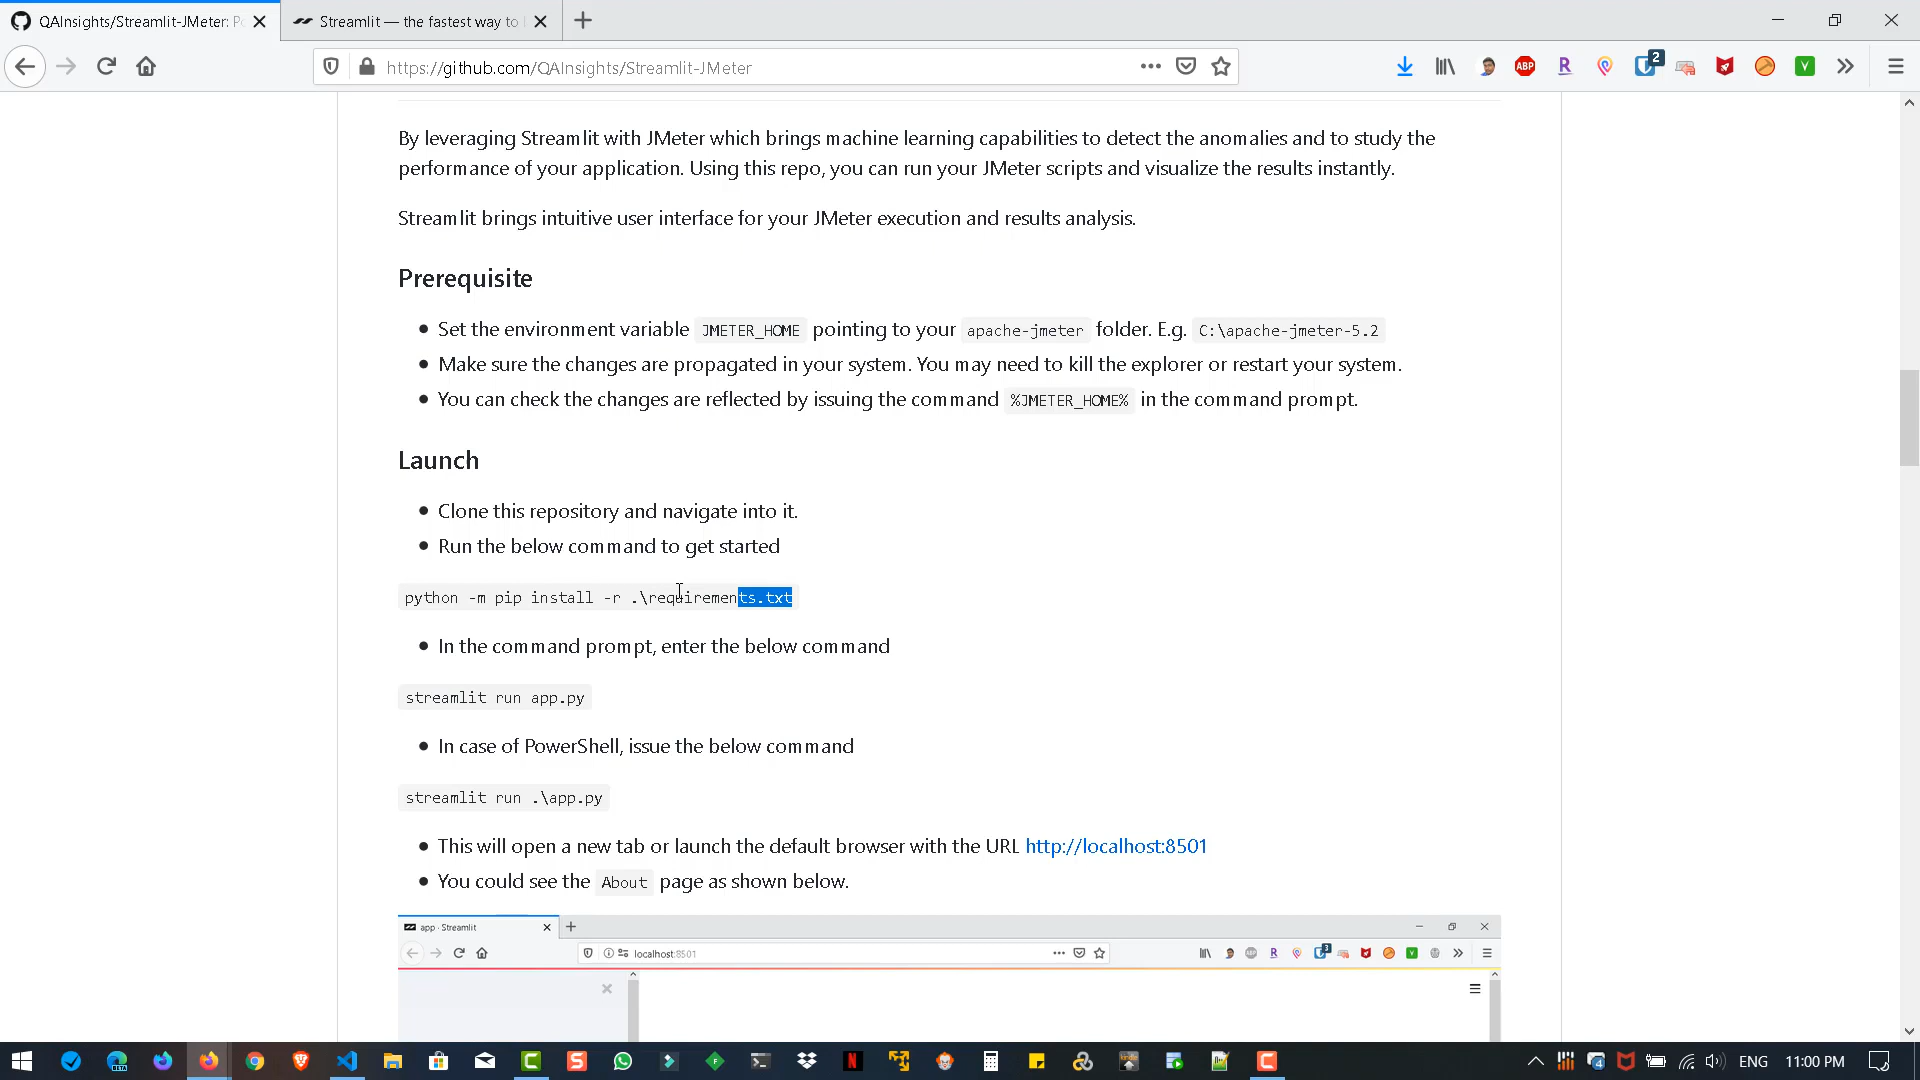 QAInsights/Streamlit-JMeter: Po
Streamlit — the fastest way to
https://github.com/QAInsights/Streamlit-JMeter
ABP
R
2
V
By leveraging Streamlit with JMeter which brings machine learning capabilities to detect the anomalies and to study the
performance of your application. Using this repo, you can run your JMeter scripts and visualize the results instantly.
Streamlit brings intuitive user interface for your JMeter execution and results analysis.
Prerequisite
Set the environment variable JMETER_HOME pointing to your apache-jmeter folder. E.g. C:\apache-jmeter-5.2
Make sure the changes are propagated in your system. You may need to kill the explorer or restart your system.
You can check the changes are reflected by issuing the command %JMETER_HOME% in the command prompt.
Launch
Clone this repository and navigate into it.
Run the below command to get started
python -m pip install -r .\requirements.txt
In the command prompt, enter the below command
streamlit run app.py
In case of PowerShell, issue the below command
streamlit run .\app.py
This will open a new tab or launch the default browser with the URL http://localhost:8501
You could see the About page as shown below.
app · Streamlit
localhost:8501
R
3
V
ENG
11:00 PM